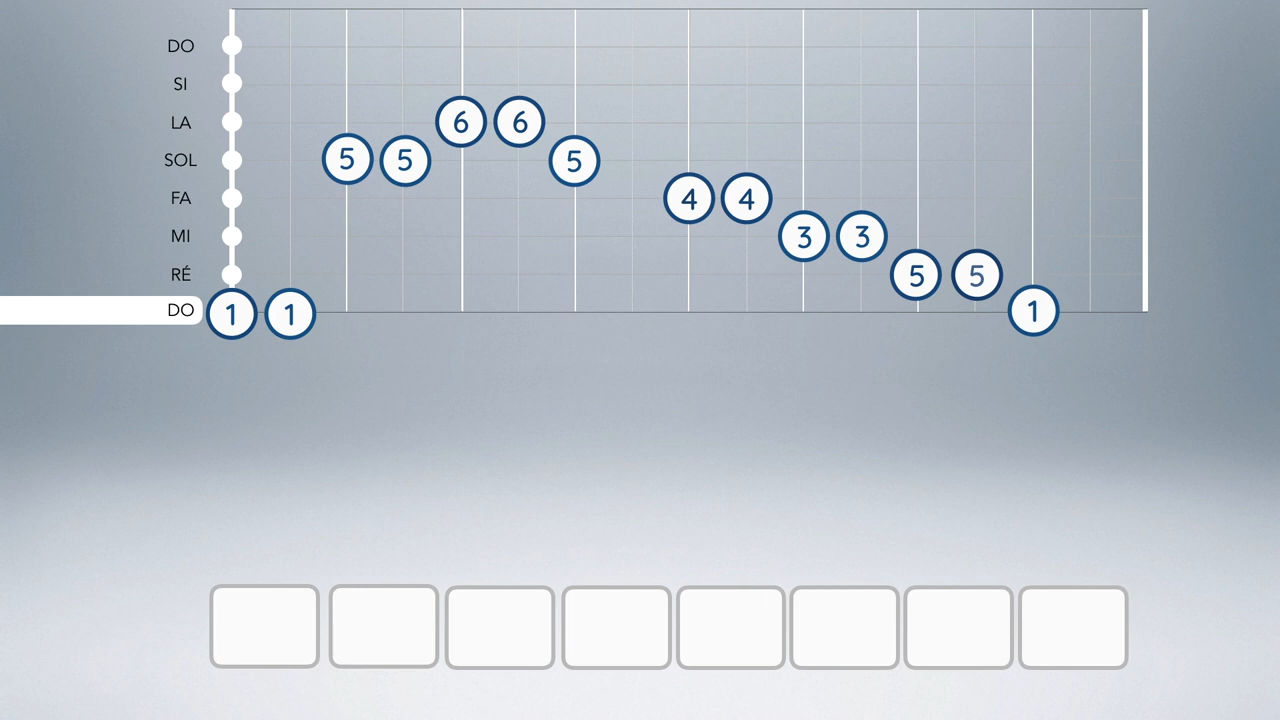 DO
SI
LA 6 6
SOL 5 5 5
FA 4 4
MI 3 3
RÉ 5 5
DO 1 1 1